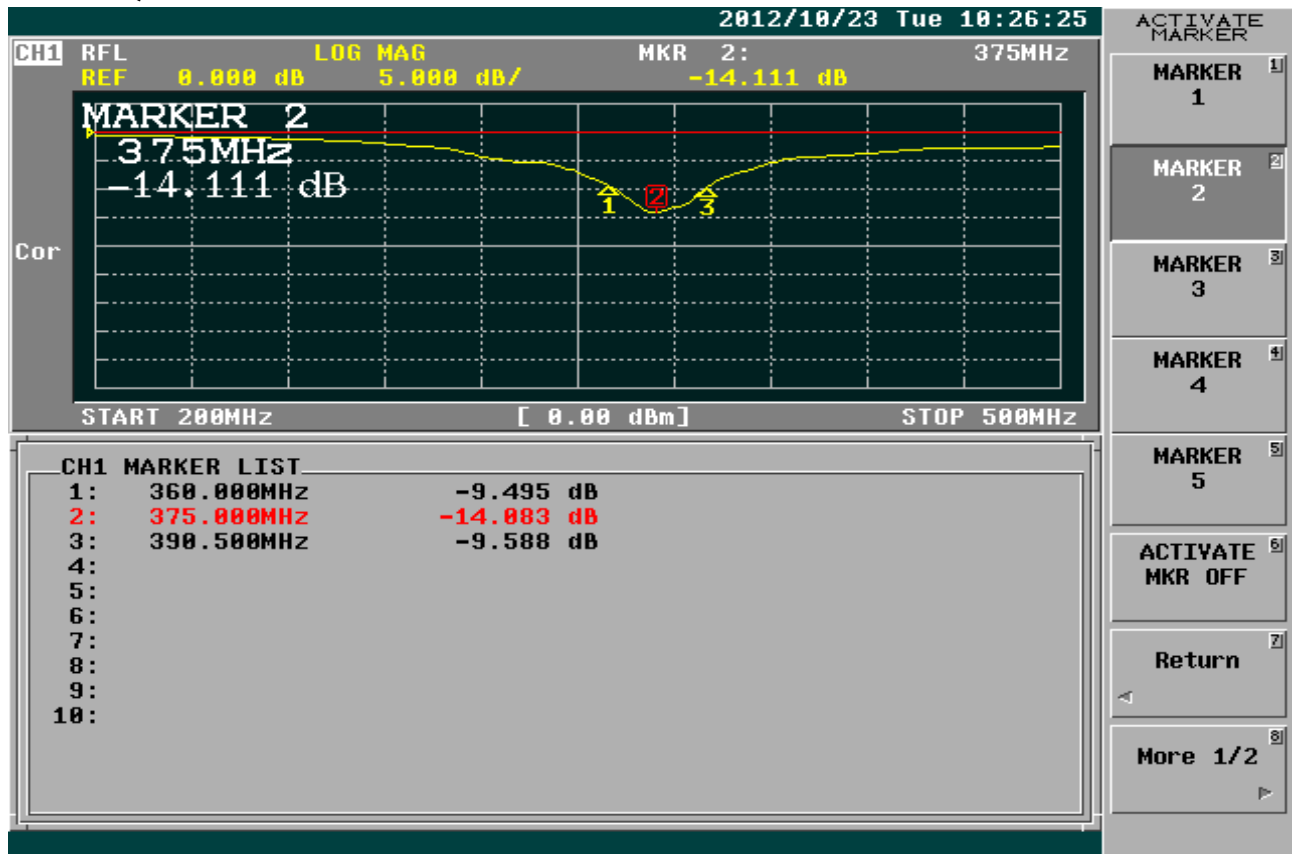 2012/10/23 Tue 10:26:25
CH1 RFL LOG MAG MKR 2: 375MHz
REF 0.000 dB 5.000 dB/ -14.111 dB
MARKER 2
375MHz
-14.111 dB
1 2 3
Cor
START 200MHz [ 0.00 dBm] STOP 500MHz
CH1 MARKER LIST
1: 360.000MHz -9.495 dB
2: 375.000MHz -14.083 dB
3: 390.500MHz -9.588 dB
4:
5:
6:
7:
8:
9:
10:
ACTIVATE
MARKER
MARKER 1
1
MARKER 2
2
MARKER 3
3
MARKER 4
4
MARKER 5
5
ACTIVATE 6
MKR OFF
Return 7
More 1/2 8